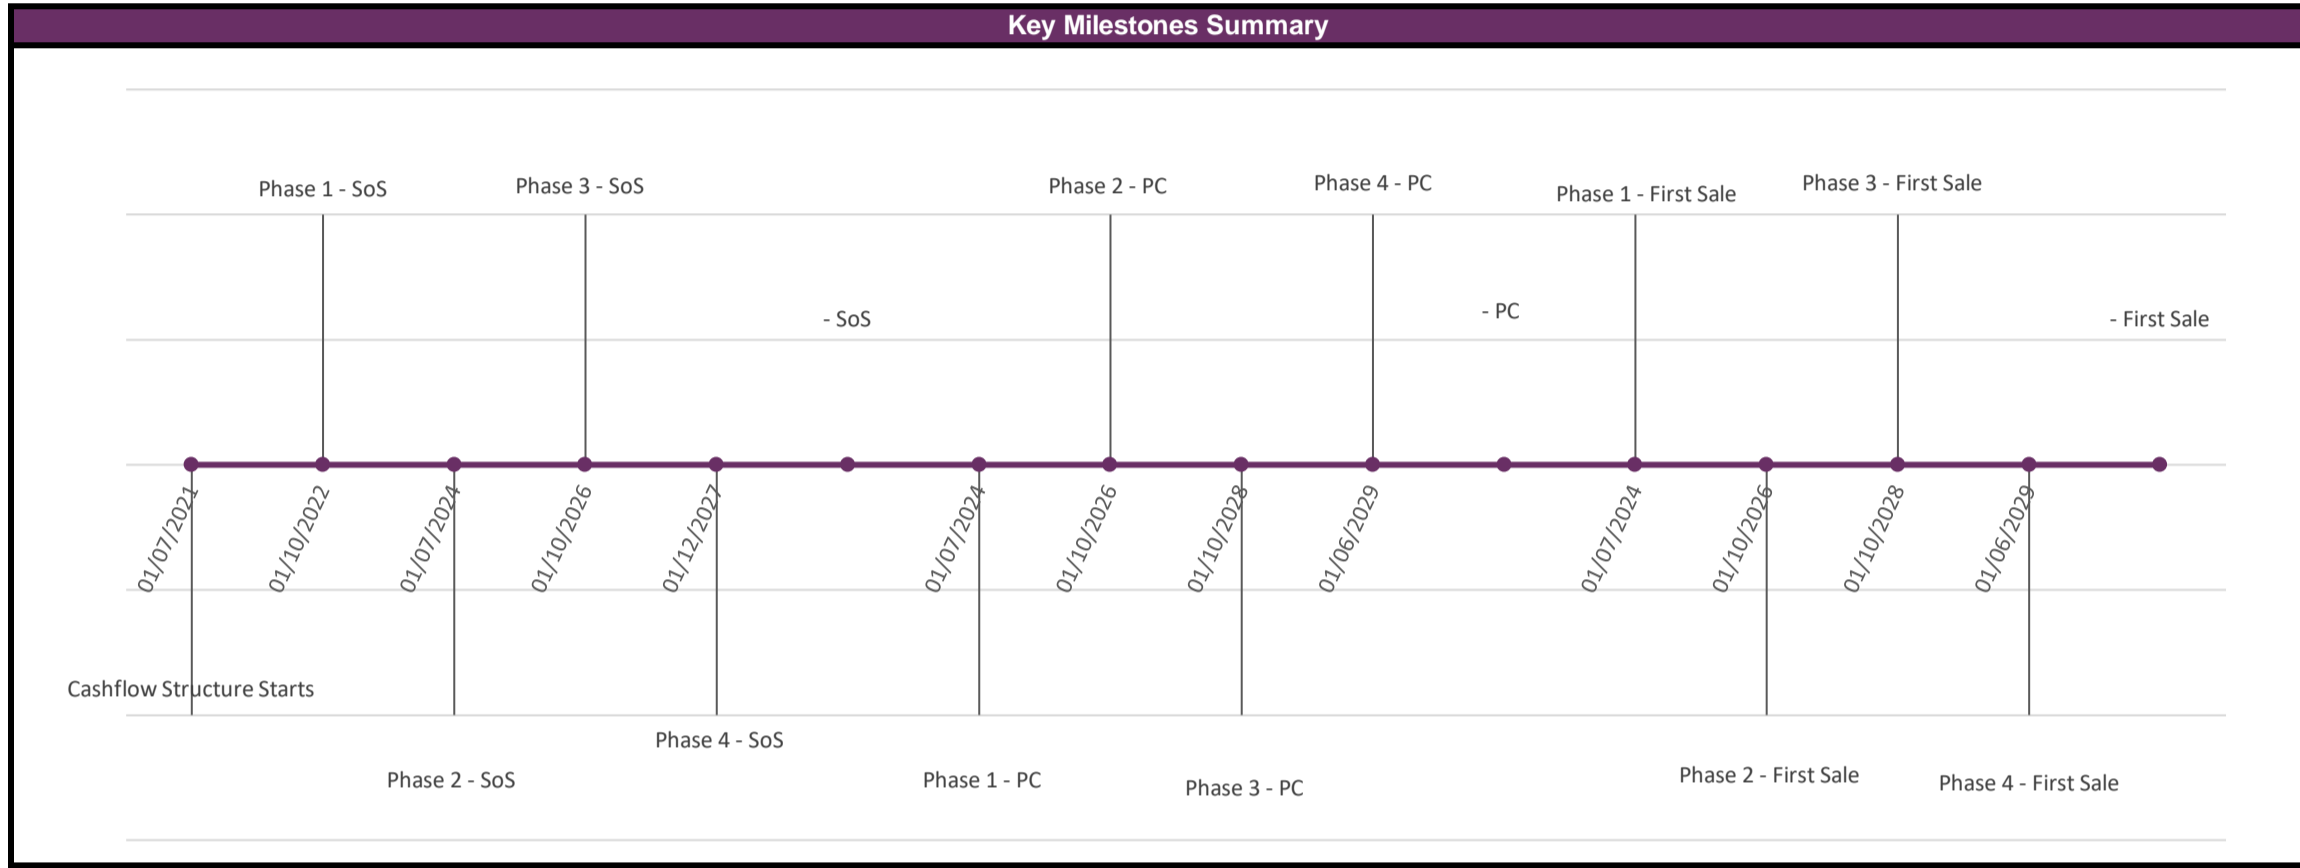 Key Milestones Summary
Phase 1 - SoS
Phase 3 - SoS
Phase 2 - PC
Phase 4 - PC
Phase 1 - First Sale
Phase 3 - First Sale
- SoS
- PC
- First Sale
01/07/2021
01/10/2022
01/07/2024
01/10/2026
01/12/2027
01/07/2024
01/10/2026
01/10/2028
01/06/2029
01/07/2024
01/10/2026
01/10/2028
01/06/2029
Cashflow Structure Starts
Phase 4 - SoS
Phase 2 - SoS
Phase 1 - PC
Phase 3 - PC
Phase 2 - First Sale
Phase 4 - First Sale